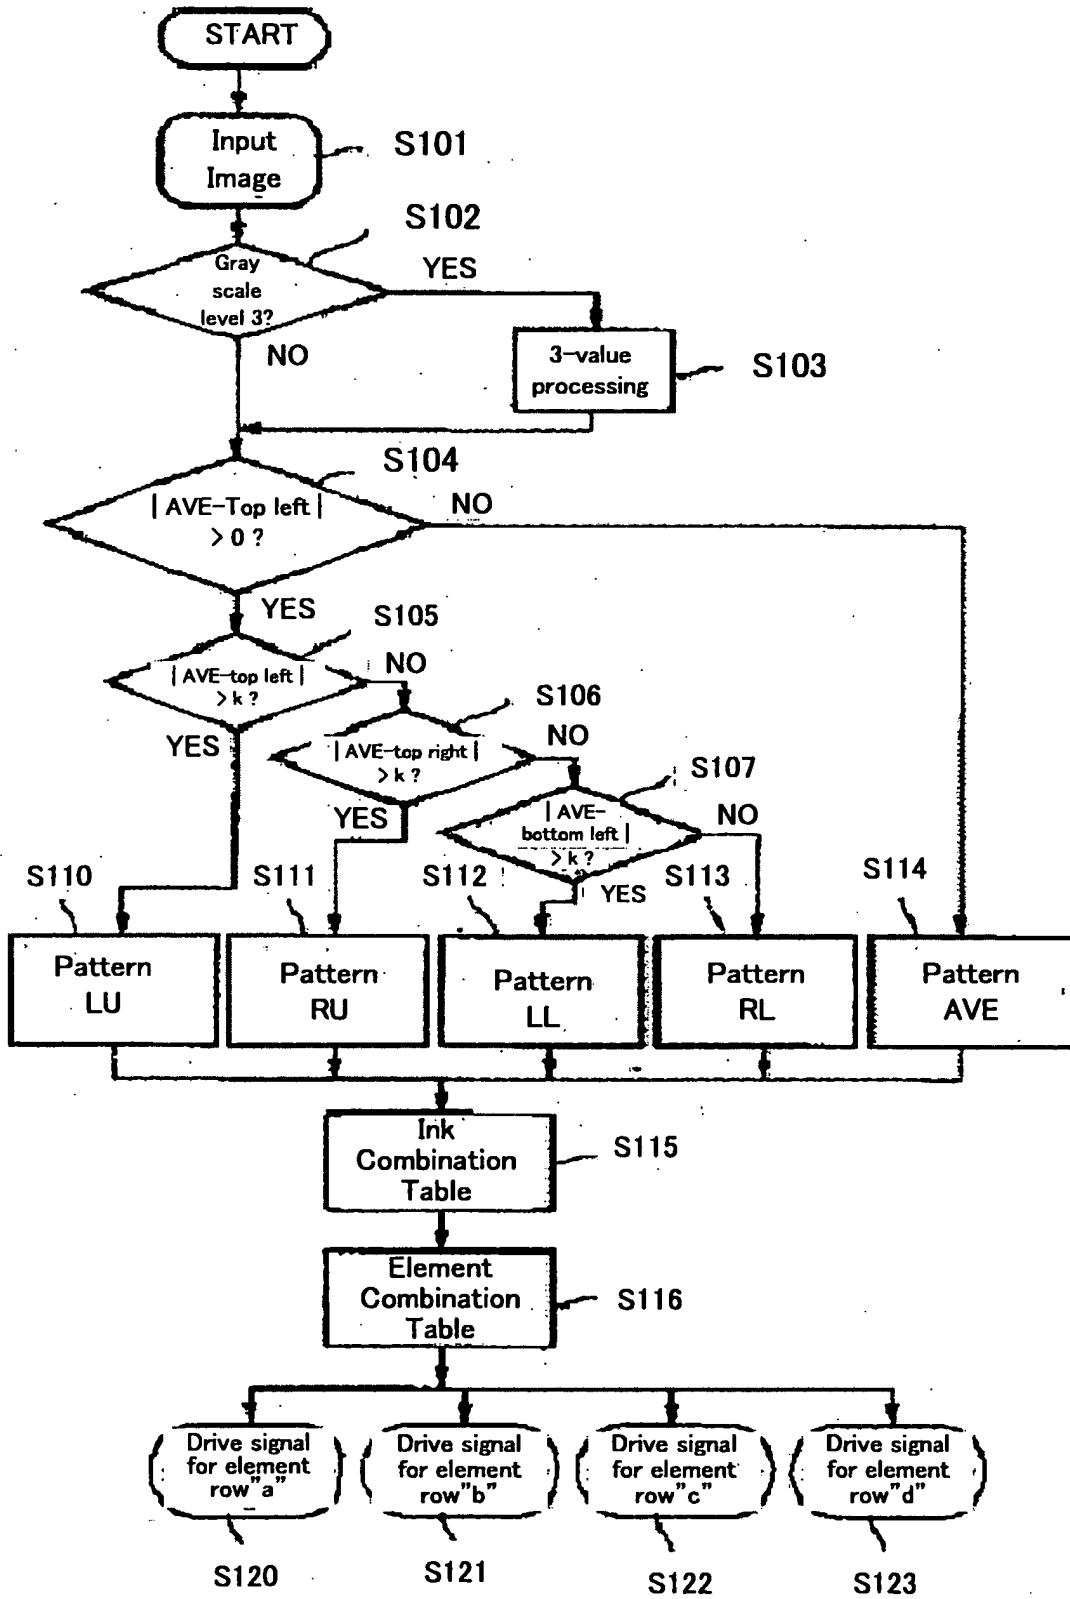 START
Input
Image
S101
S102
Gray
scale
level 3?
YES
NO
3-value
processing
S103
S104
| AVE-Top left |
> 0 ?
NO
YES
S105
| AVE-top left |
> k ?
NO
YES
S106
| AVE-top right |
> k ?
NO
YES
S107
| AVE-
bottom left |
> k ?
NO
YES
S110
S111
S112
S113
S114
Pattern
LU
Pattern
RU
Pattern
LL
Pattern
RL
Pattern
AVE
Ink
Combination
Table
S115
Element
Combination
Table
S116
Drive signal
for element
row"a"
Drive signal
for element
row"b"
Drive signal
for element
row"c"
Drive signal
for element
row"d"
S120
S121
S122
S123